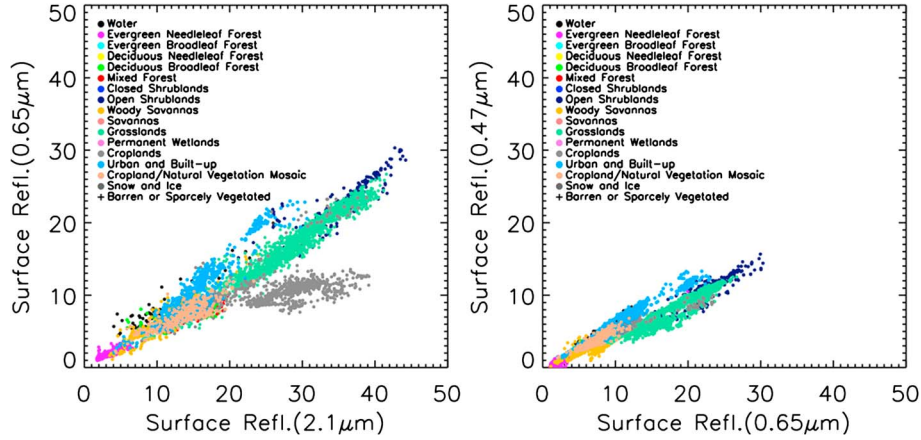 50
40
30
20
10
0
Surface Refl.(0.65μm)
Water
Evergreen Needleleaf Forest
Evergreen Broadleaf Forest
Deciduous Needleleaf Forest
Deciduous Broadleaf Forest
Mixed Forest
Closed Shrublands
Open Shrublands
Woody Savannas
Savannas
Grasslands
Permanent Wetlands
Croplands
Urban and Built-up
Cropland/Natural Vegetation Mosaic
Snow and Ice
Barren or Sparcely Vegetated
0 10 20 30 40 50
Surface Refl.(2.1μm)
50
40
30
20
10
0
Surface Refl.(0.47μm)
Water
Evergreen Needleleaf Forest
Evergreen Broadleaf Forest
Deciduous Needleleaf Forest
Deciduous Broadleaf Forest
Mixed Forest
Closed Shrublands
Open Shrublands
Woody Savannas
Savannas
Grasslands
Permanent Wetlands
Croplands
Urban and Built-up
Cropland/Natural Vegetation Mosaic
Snow and Ice
Barren or Sparcely Vegetated
0 10 20 30 40 50
Surface Refl.(0.65μm)